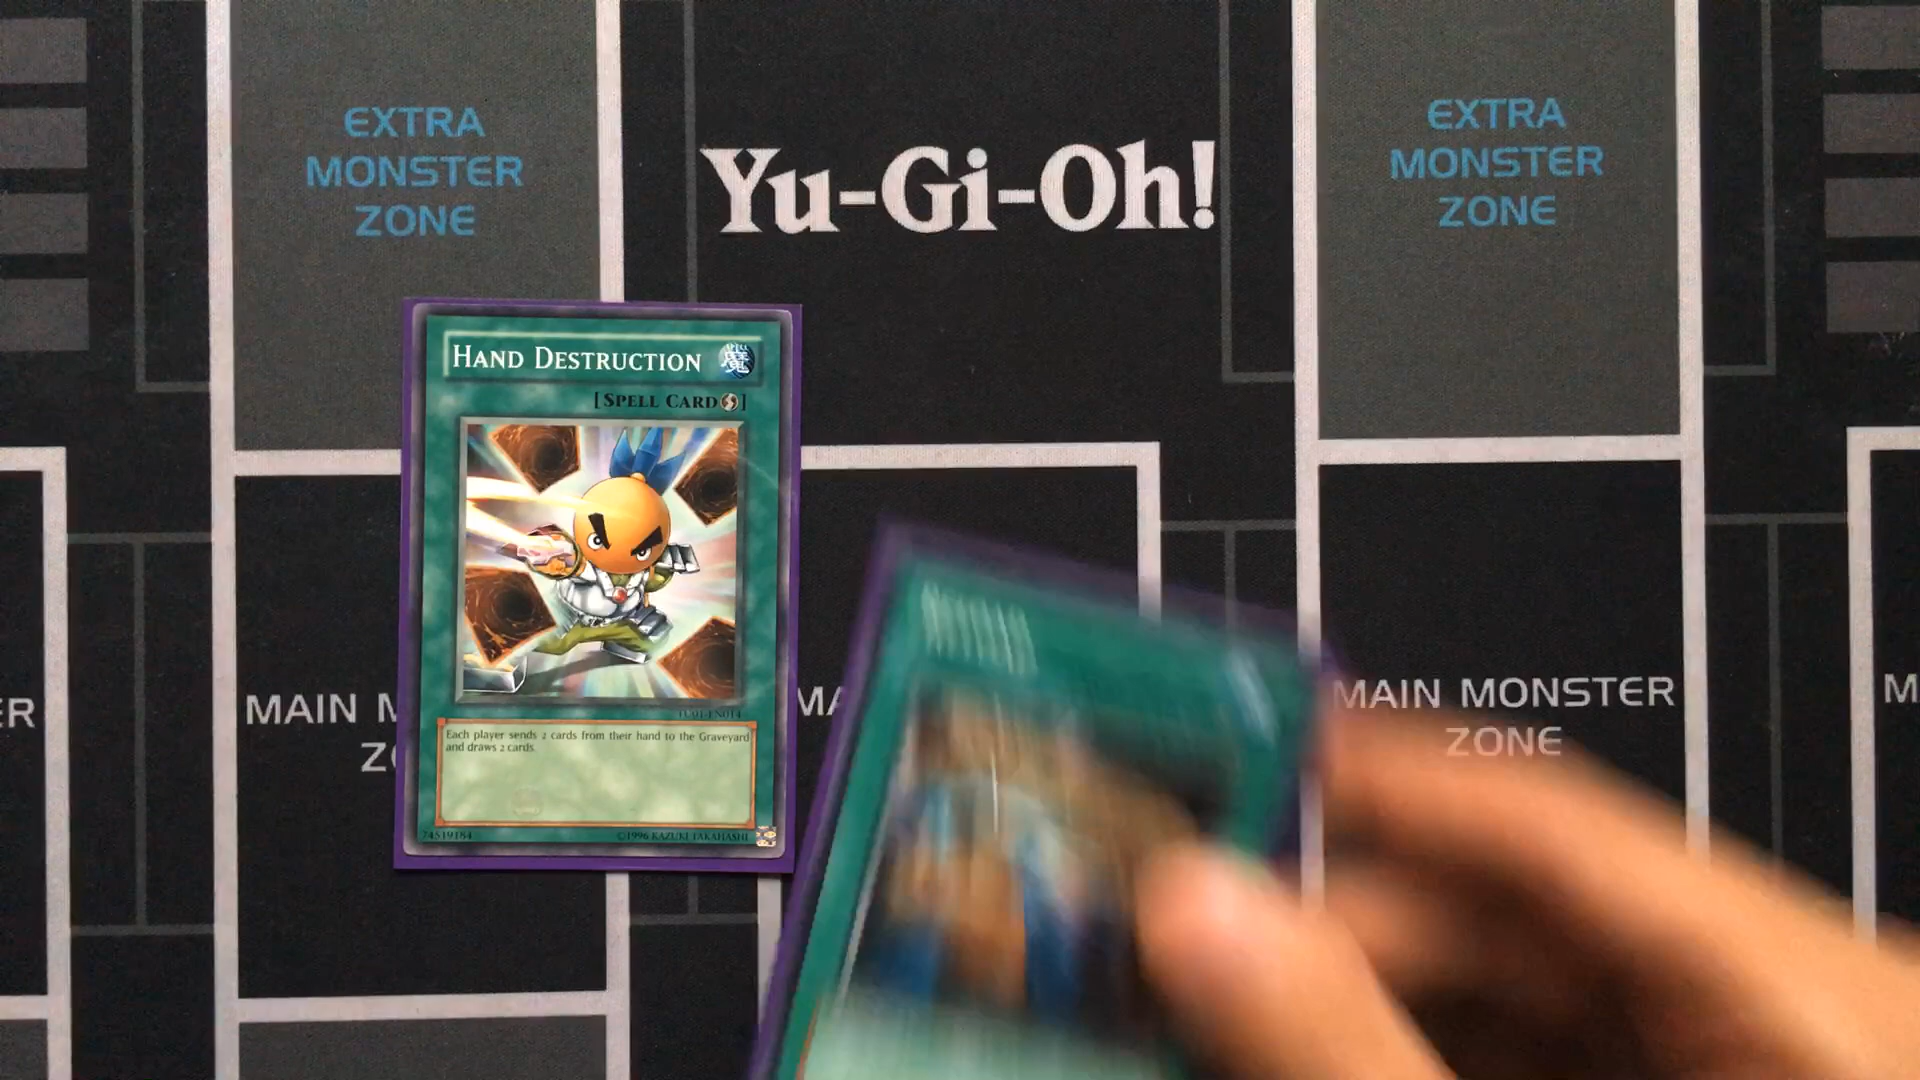 EXTRA
MONSTER
ZONE
Yu-Gi-Oh!
EXTRA
MONSTER
ZONE
HAND DESTRUCTION 魔
[SPELL CARD]
Each player sends 2 cards from their hand to the Graveyard
and draws 2 cards.
74519184
©1996 KAZUKI TAKAHASHI
ER
MAIN M
MA
MAIN MONSTER
ZONE
M